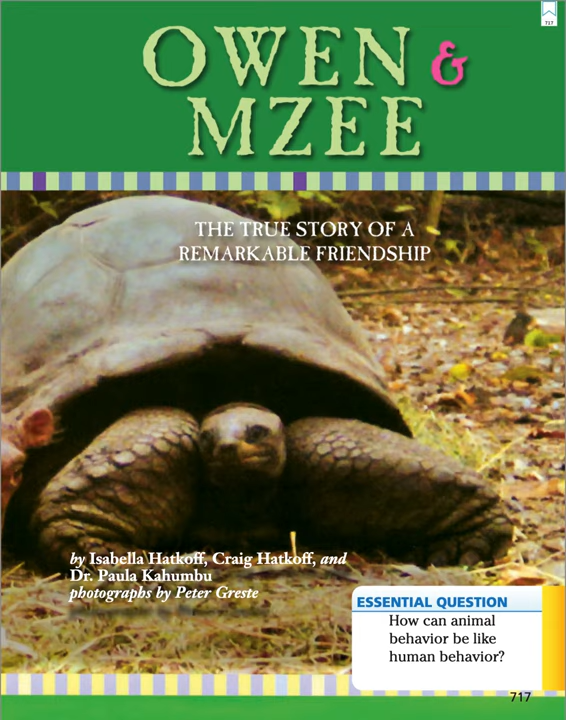 717
OWEN &
MZEE
THE TRUE STORY OF A
REMARKABLE FRIENDSHIP
by Isabella Hatkoff, Craig Hatkoff, and
Dr. Paula Kahumbu
photographs by Peter Greste
ESSENTIAL QUESTION
How can animal
behavior be like
human behavior?
717